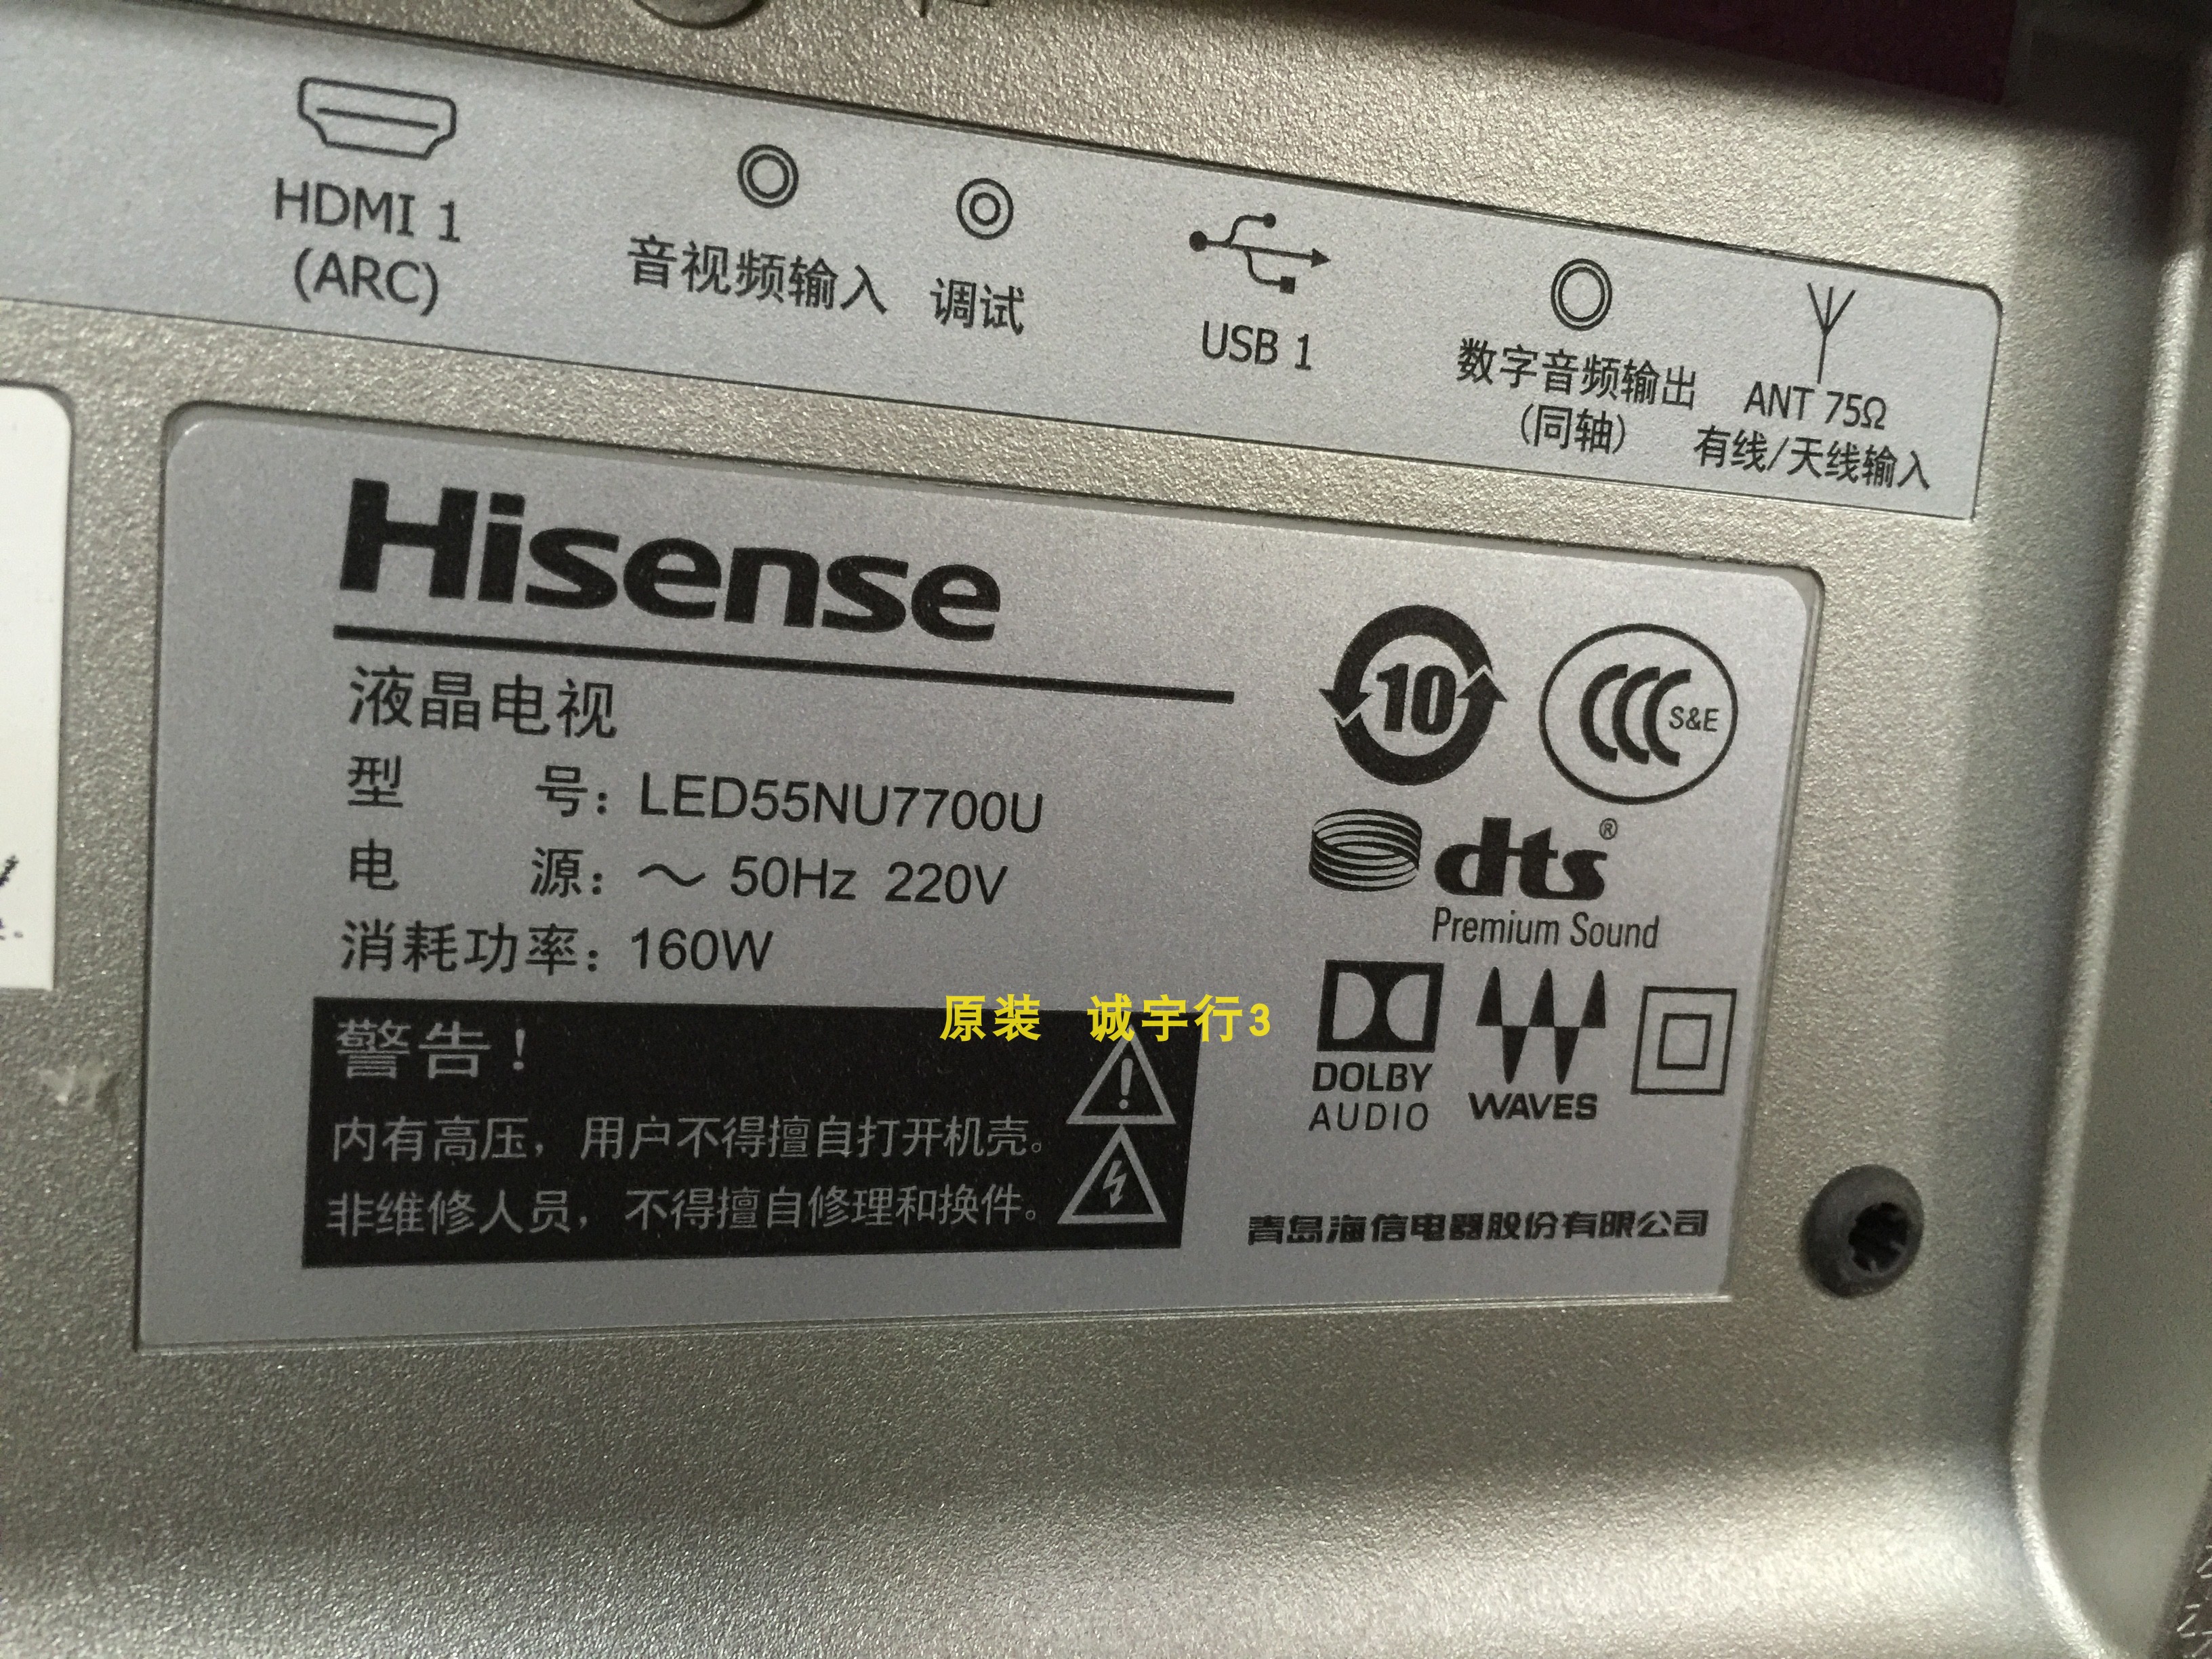 HDMI 1
(ARC)
音视频输入
调试
USB 1
数字音频输出
(同轴)
ANT 75Ω
有线/天线输入
Hisense
液晶电视
型 号: LED55NU7700U
电 源: ～ 50Hz 220V
消耗功率: 160W
10
CCC S&E
dts®
Premium Sound
DOLBY
AUDIO
WAVES
原装 诚宇行3
警告!
内有高压，用户不得擅自打开机壳。
非维修人员，不得擅自修理和换件。
青岛海信电器股份有限公司